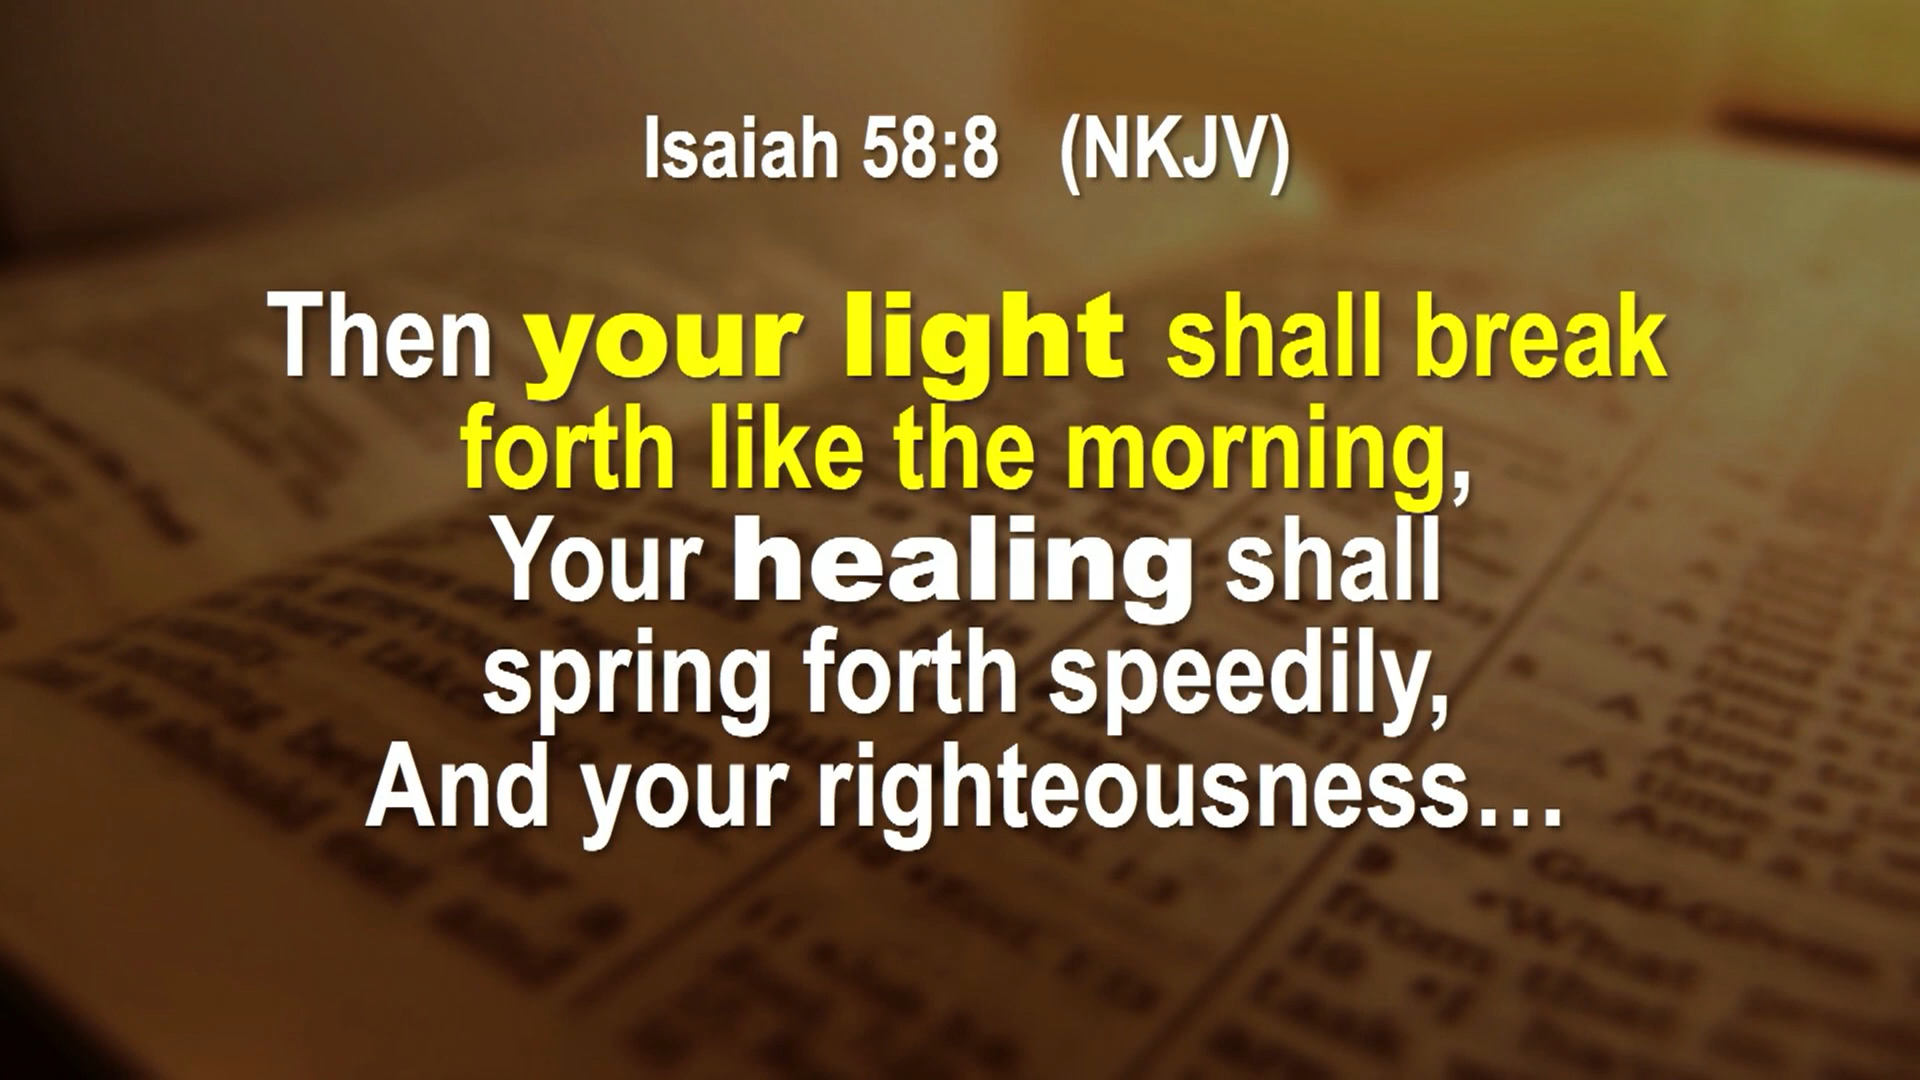 Isaiah 58:8 (NKJV)
Then your light shall break
forth like the morning,
Your healing shall
spring forth speedily,
And your righteousness…